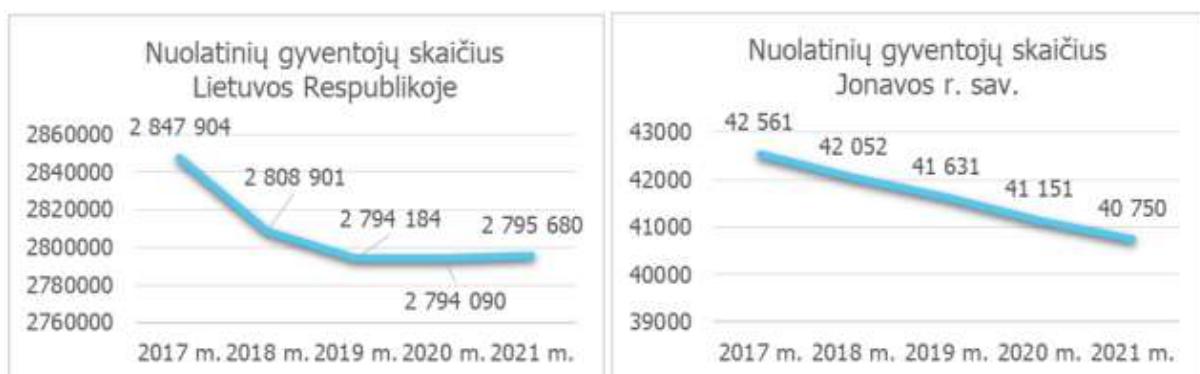 Nuolatinių gyventojų skaičius
Lietuvos Respublikoje
2860000
2840000
2820000
2800000
2780000
2760000
2 847 904
2 808 901
2 794 184
2 795 680
2 794 090
2017 m. 2018 m. 2019 m. 2020 m. 2021 m.
Nuolatinių gyventojų skaičius
Jonavos r. sav.
43000
42000
41000
40000
39000
42 561
42 052
41 631
41 151
40 750
2017 m. 2018 m. 2019 m. 2020 m. 2021 m.